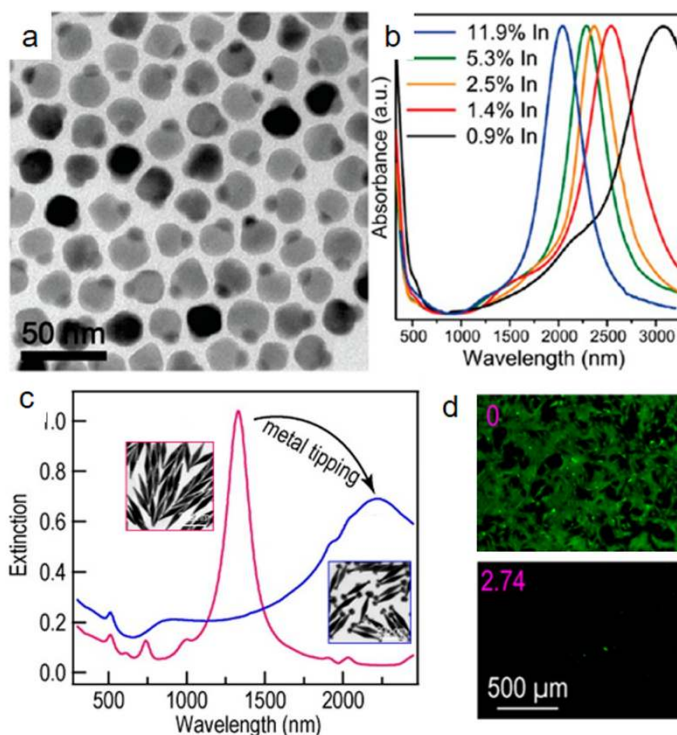 a
50 nm
b
11.9% In
5.3% In
2.5% In
1.4% In
0.9% In
Absorbance (a.u.)
500 1000 1500 2000 2500 3000
Wavelength (nm)
c
1.0
0.8
0.6
0.4
0.2
0.0
Extinction
metal tipping
500 1000 1500 2000
Wavelength (nm)
d
0
2.74
500 μm